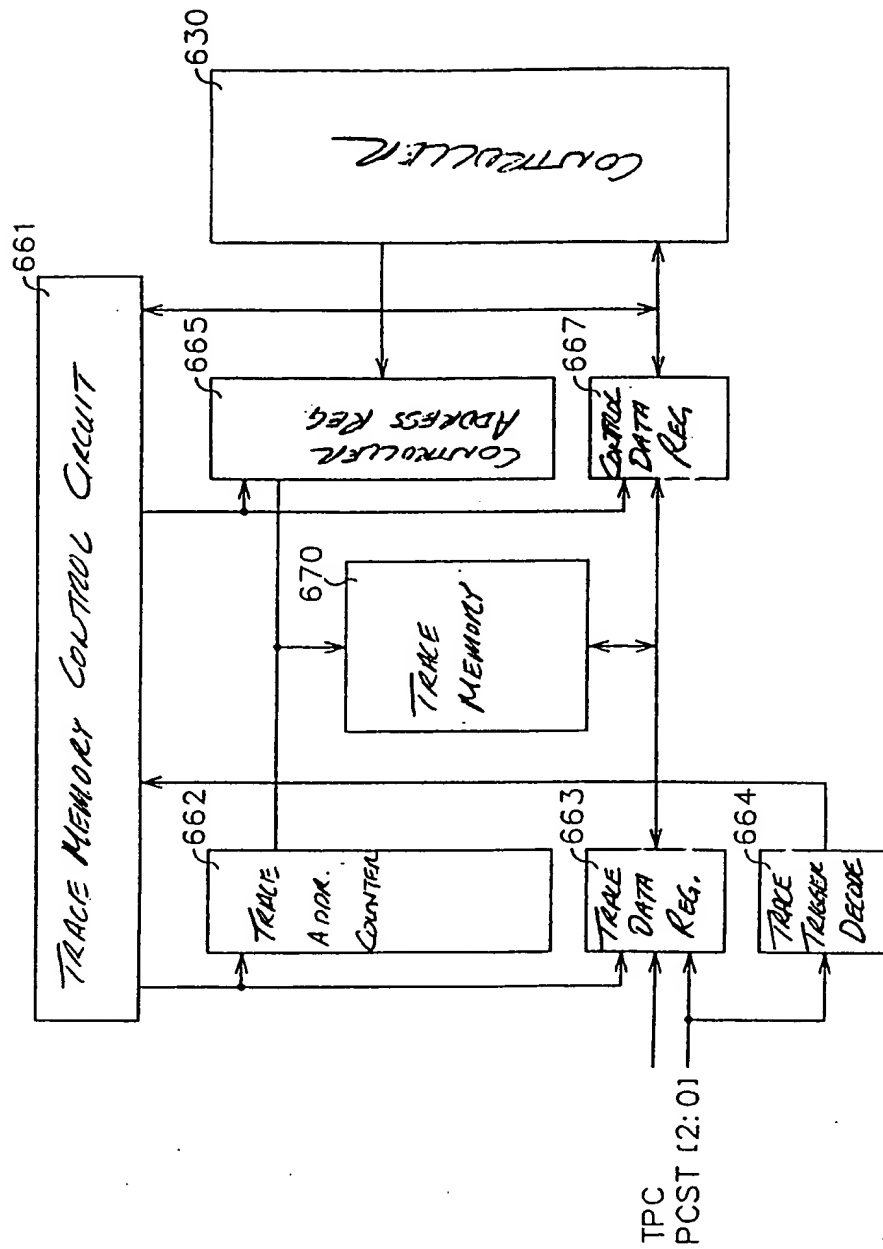 661
TRACE MEMORY CONTROL CIRCUIT
662
TRACE
ADDR.
COUNTER
665
CONTROLLER
ADDRESS REG
630
CONTROLLER
670
TRACE
MEMORY
663
TRACE
DATA
REG.
667
CONTROL
DATA
REG.
664
TRACE
TRIGGER
DECODE
TPC
PCST [2:0]